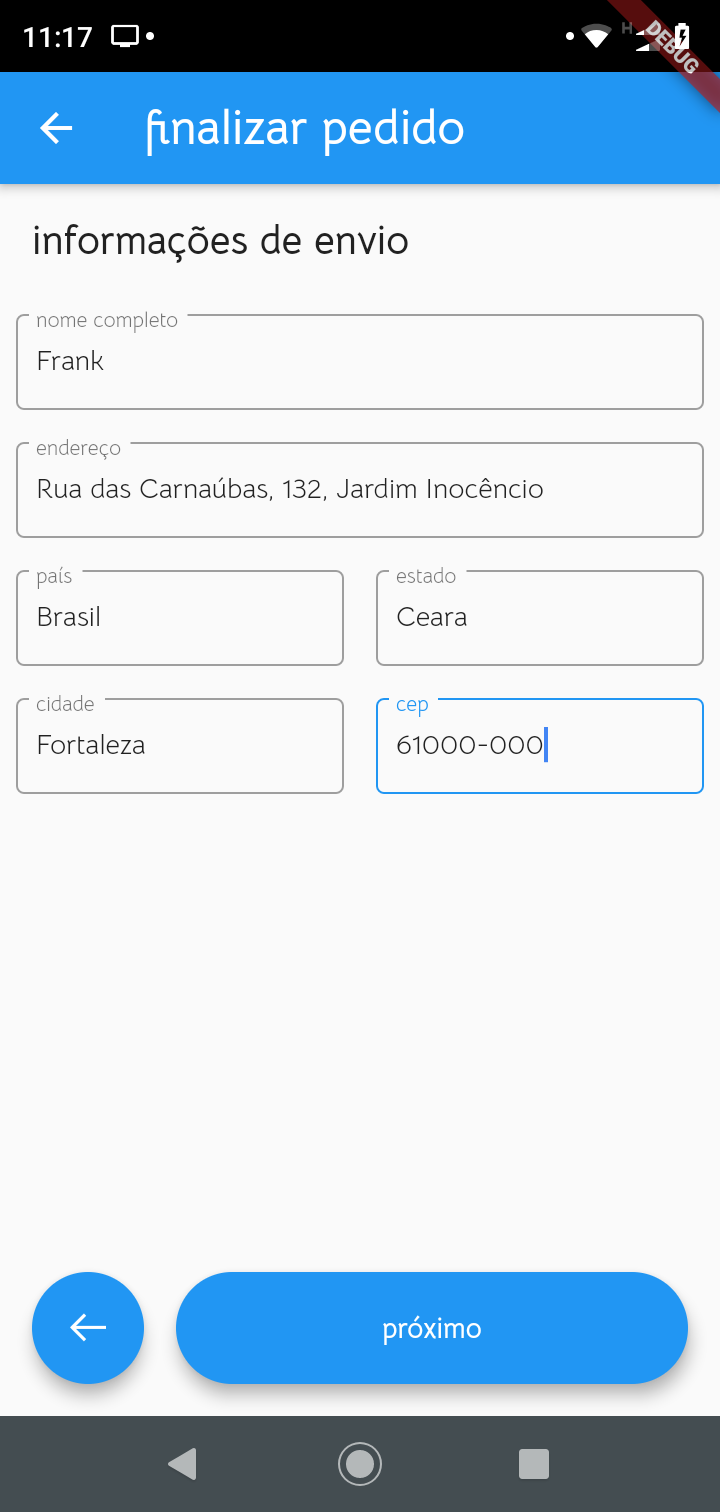 11:17
H
DEBUG
finalizar pedido
informações de envio
nome completo
Frank
endereço
Rua das Carnaúbas, 132, Jardim Inocêncio
país
Brasil
estado
Ceara
cidade
Fortaleza
cep
61000-000
próximo